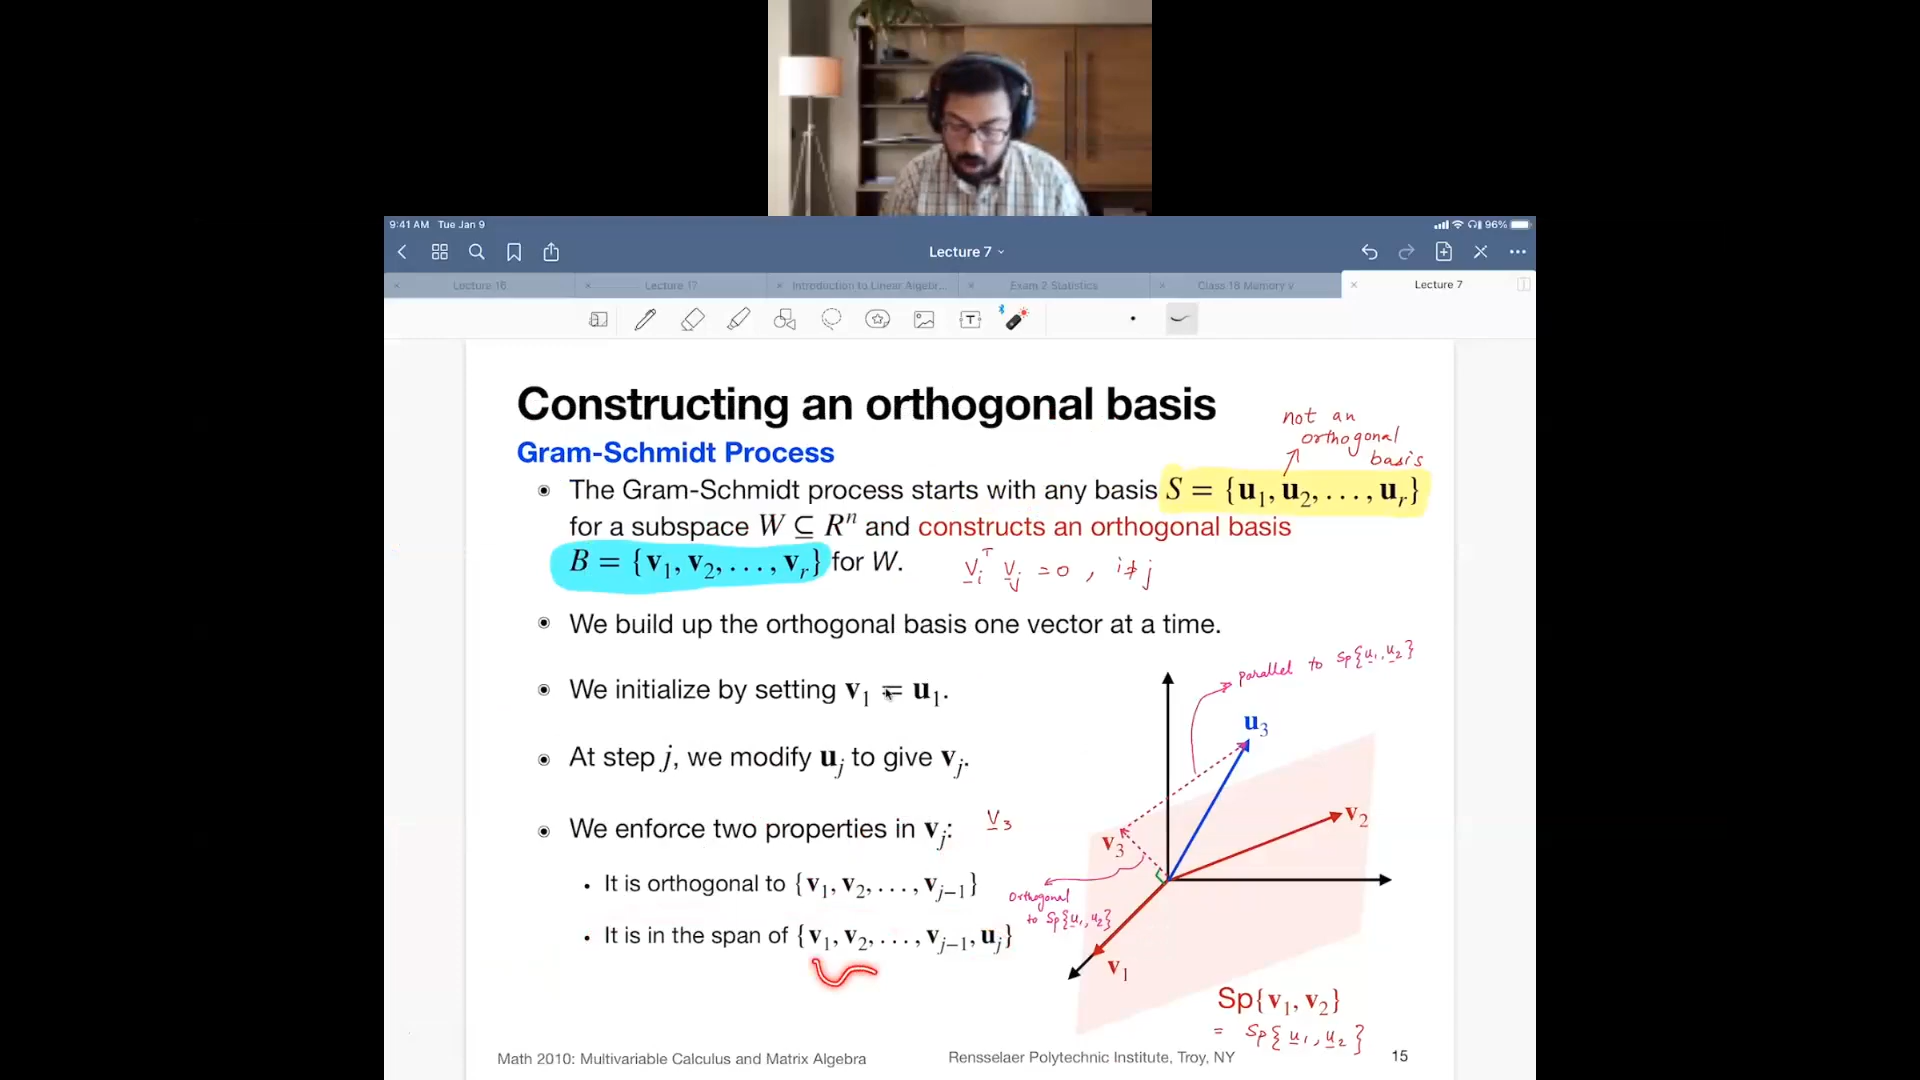 9:41 AM Tue Jan 9
96%
Lecture 7
Lecture 16
Lecture 17
Introduction to Linear Algebr...
Exam 2 Statistics
Class 18 Memory v
Lecture 7
Constructing an orthogonal basis
not an
orthogonal
basis
Gram-Schmidt Process
The Gram-Schmidt process starts with any basis S = {u₁, u₂, . . . , uᵣ}
for a subspace W ⊆ Rⁿ and constructs an orthogonal basis
B = {v₁, v₂, . . . , vᵣ} for W.
vᵢᵀ vⱼ = 0 , i ≠ j
We build up the orthogonal basis one vector at a time.
parallel to Sp{u₁, u₂}
We initialize by setting v₁ = u₁.
u₃
At step j, we modify uⱼ to give vⱼ.
We enforce two properties in vⱼ:
v₃
v₂
v₃
It is orthogonal to {v₁, v₂, . . . , vⱼ₋₁}
Orthogonal
to Sp{u₁, u₂}
It is in the span of {v₁, v₂, . . . , vⱼ₋₁, uⱼ}
v₁
Sp{v₁, v₂}
= Sp{u₁, u₂}
Math 2010: Multivariable Calculus and Matrix Algebra
Rensselaer Polytechnic Institute, Troy, NY
15